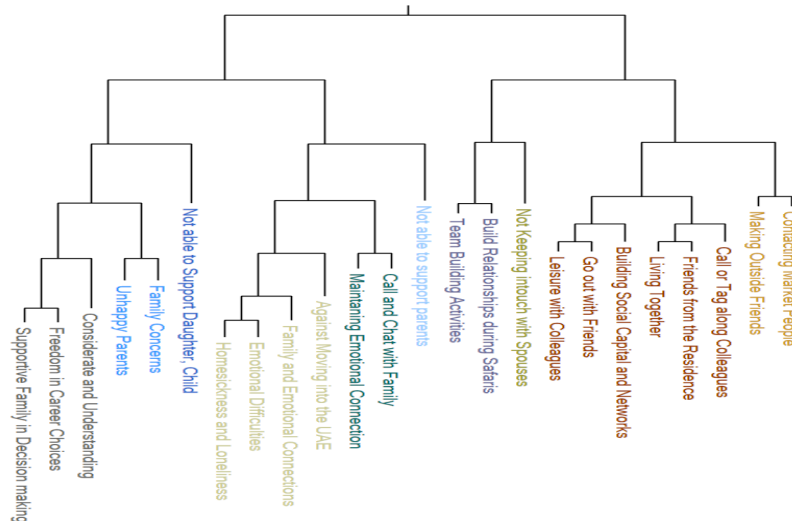 Contacting Market People
Making Outside Friends
Call or Tag along Colleagues
Friends from the Residence
Living Together
Building Social Capital and Networks
Go out with Friends
Leisure with Colleagues
Not Keeping intouch with Spouses
Build Relationships during Safaris
Team Building Activities
Not able to support parents
Call and Chat with Family
Maintaning Emotional Connection
Against Moving into the UAE
Family and Emotional Connections
Emotional Difficulties
Homesickness and Loneliness
Not able to Support Daughter, Child
Family Concerns
Unhappy Parents
Considerate and Understanding
Freedom in Career Choices
Supportive Family in Decision making